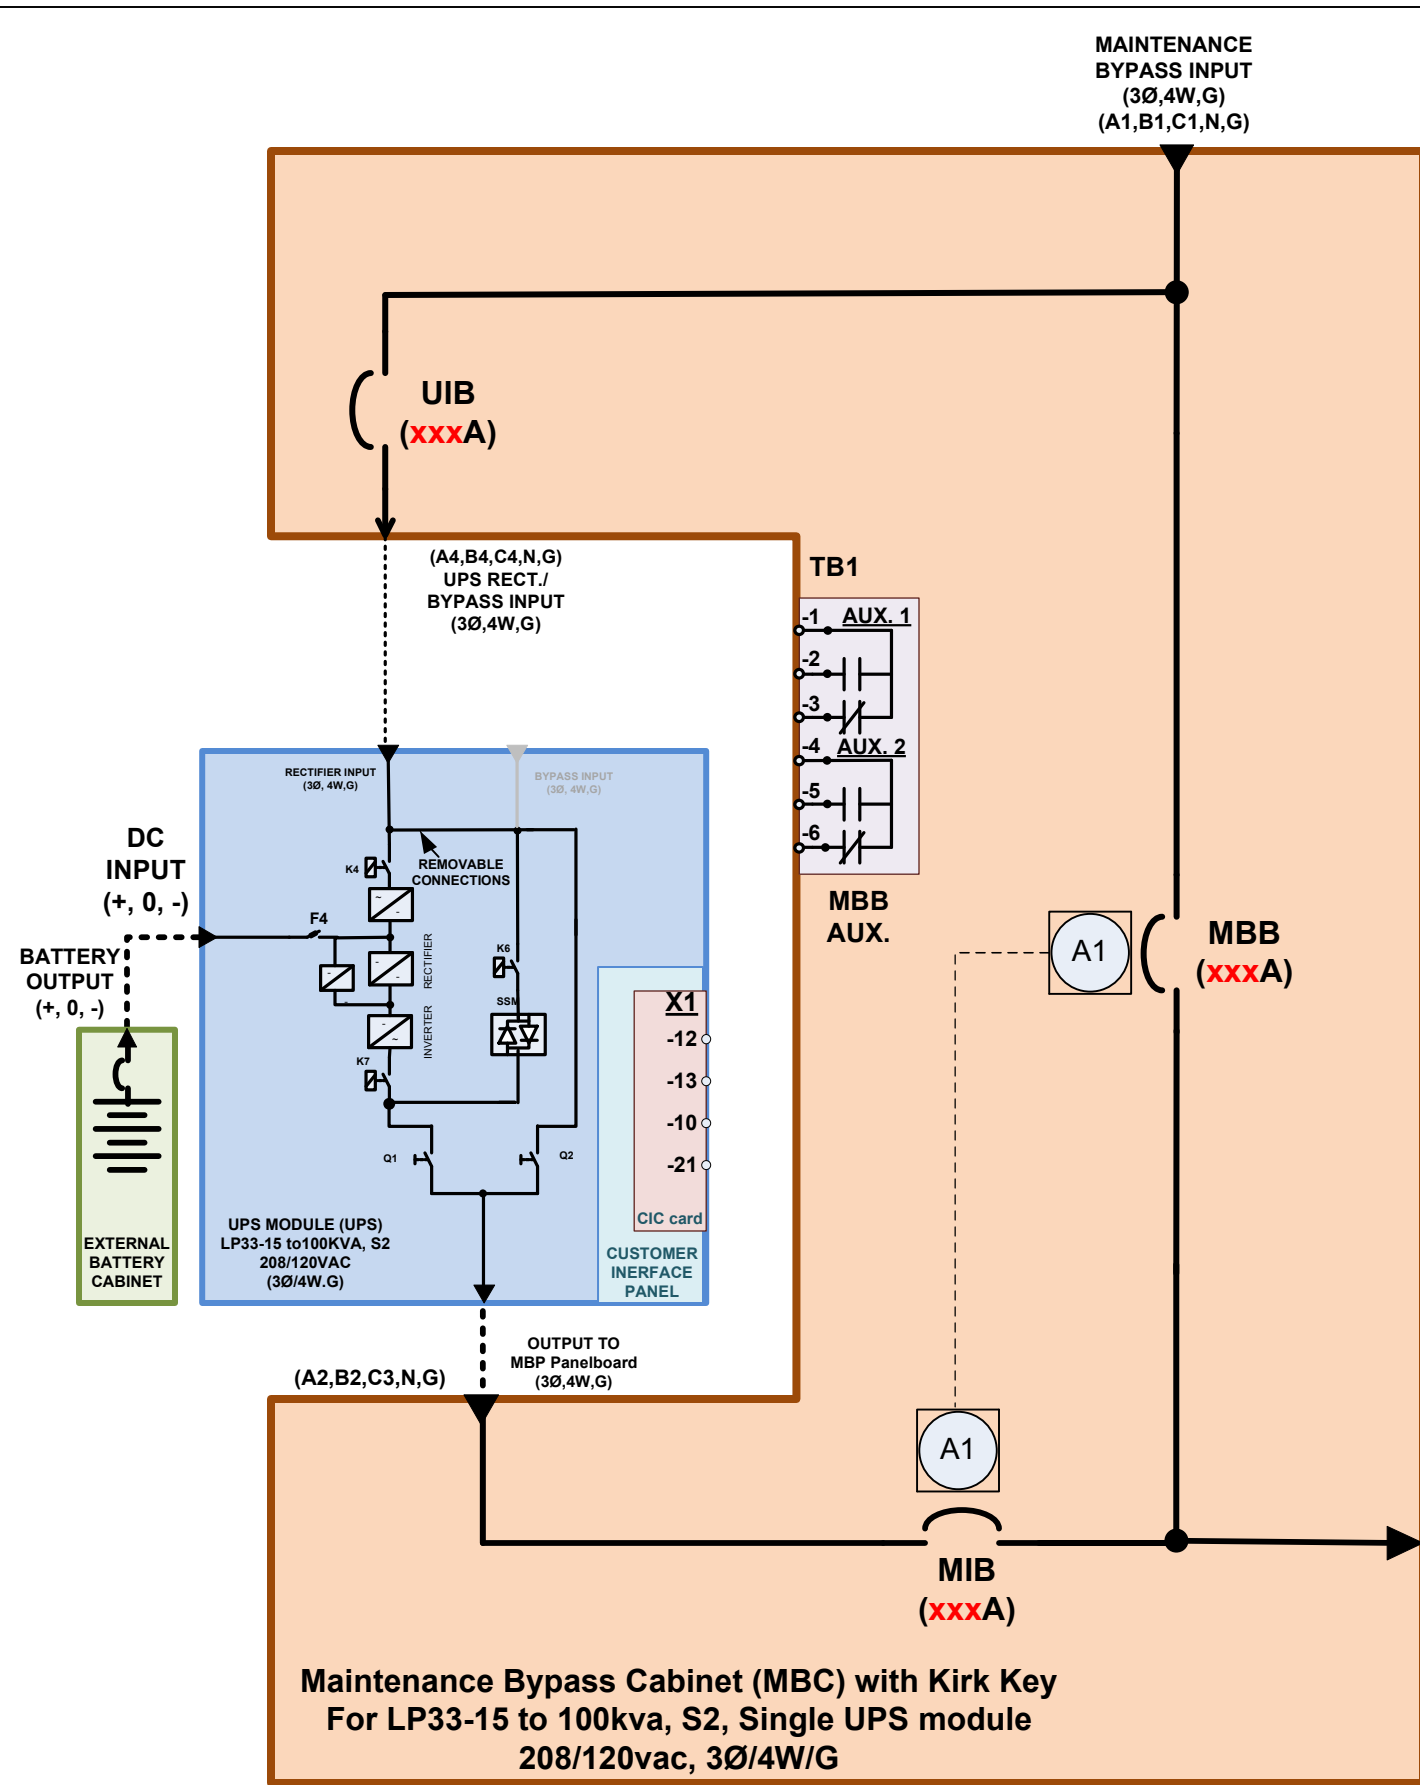 MAINTENANCE
BYPASS INPUT
(3Ø,4W,G)
(A1,B1,C1,N,G)
UIB
(xxxA)
(A4,B4,C4,N,G)
UPS RECT./
BYPASS INPUT
(3Ø,4W,G)
TB1
-1 AUX. 1
-2
-3
-4 AUX. 2
-5
-6
MBB
AUX.
RECTIFIER INPUT
(3Ø, 4W,G)
BYPASS INPUT
(3Ø, 4W,G)
DC
INPUT
(+, 0, -)
K4
REMOVABLE
CONNECTIONS
F4
BATTERY
OUTPUT
(+, 0, -)
RECTIFIER
INVERTER
K6
SSM
K7
Q1
Q2
X1
-12
-13
-10
-21
CIC card
CUSTOMER
INERFACE
PANEL
A1
MBB
(xxxA)
UPS MODULE (UPS)
LP33-15 to100KVA, S2
208/120VAC
(3Ø/4W.G)
EXTERNAL
BATTERY
CABINET
OUTPUT TO
MBP Panelboard
(3Ø,4W,G)
(A2,B2,C3,N,G)
A1
MIB
(xxxA)
Maintenance Bypass Cabinet (MBC) with Kirk Key
For LP33-15 to 100kva, S2, Single UPS module
208/120vac, 3Ø/4W/G